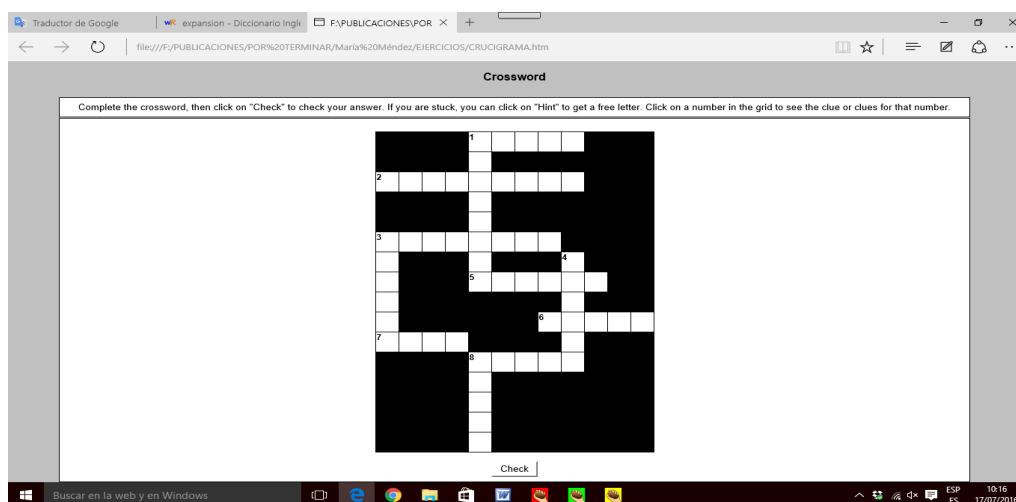 Traductor de Google
WR expansion - Diccionario Ingl
F:\PUBLICACIONES\POR
file:///F:/PUBLICACIONES/POR%20TERMINAR/María%20Méndez/EJERCICIOS/CRUCIGRAMA.htm
Crossword
Complete the crossword, then click on "Check" to check your answer. If you are stuck, you can click on "Hint" to get a free letter. Click on a number in the grid to see the clue or clues for that number.
1
2
3
4
5
6
7
8
Check
Buscar en la web y en Windows
ESP 10:16
ES 17/07/2016